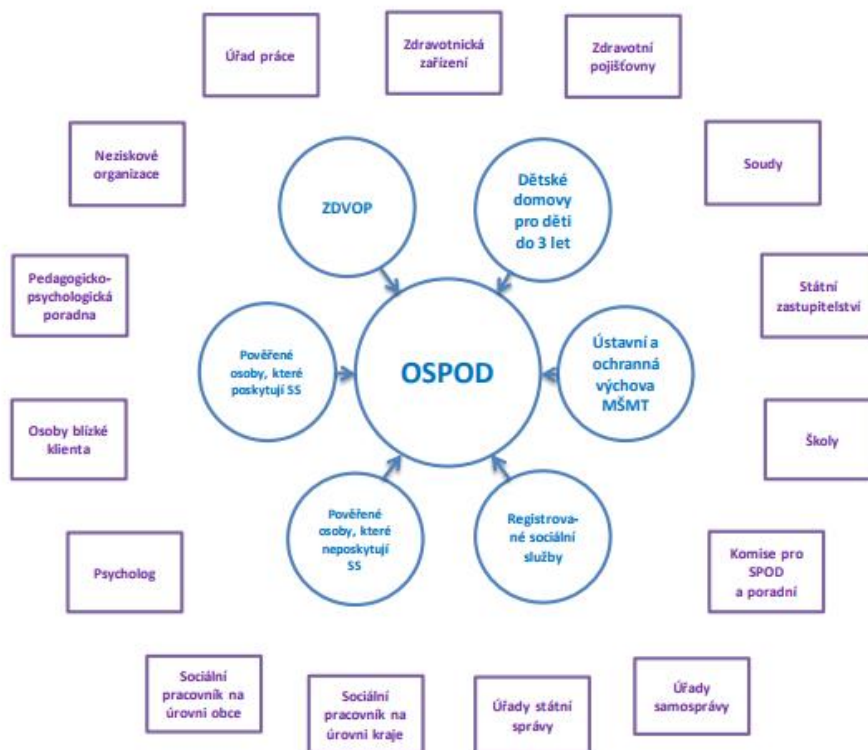 Úřad práce
Zdravotnická
zařízení
Zdravotní
pojišťovny
Neziskové
organizace
Soudy
ZDVOP
Dětské
domovy
pro děti
do 3 let
Pedagogicko-
psychologická
poradna
Státní
zastupitelství
Pověřené
osoby, které
poskytují SS
OSPOD
Ústavní a
ochranná
výchova
MŠMT
Osoby blízké
klienta
Školy
Pověřené
osoby, které
neposkytují
SS
Registrova-
né sociální
služby
Psycholog
Komise pro
SPOD
a poradní
Sociální
pracovník na
úrovni obce
Sociální
pracovník na
úrovni kraje
Úřady státní
správy
Úřady
samosprávy